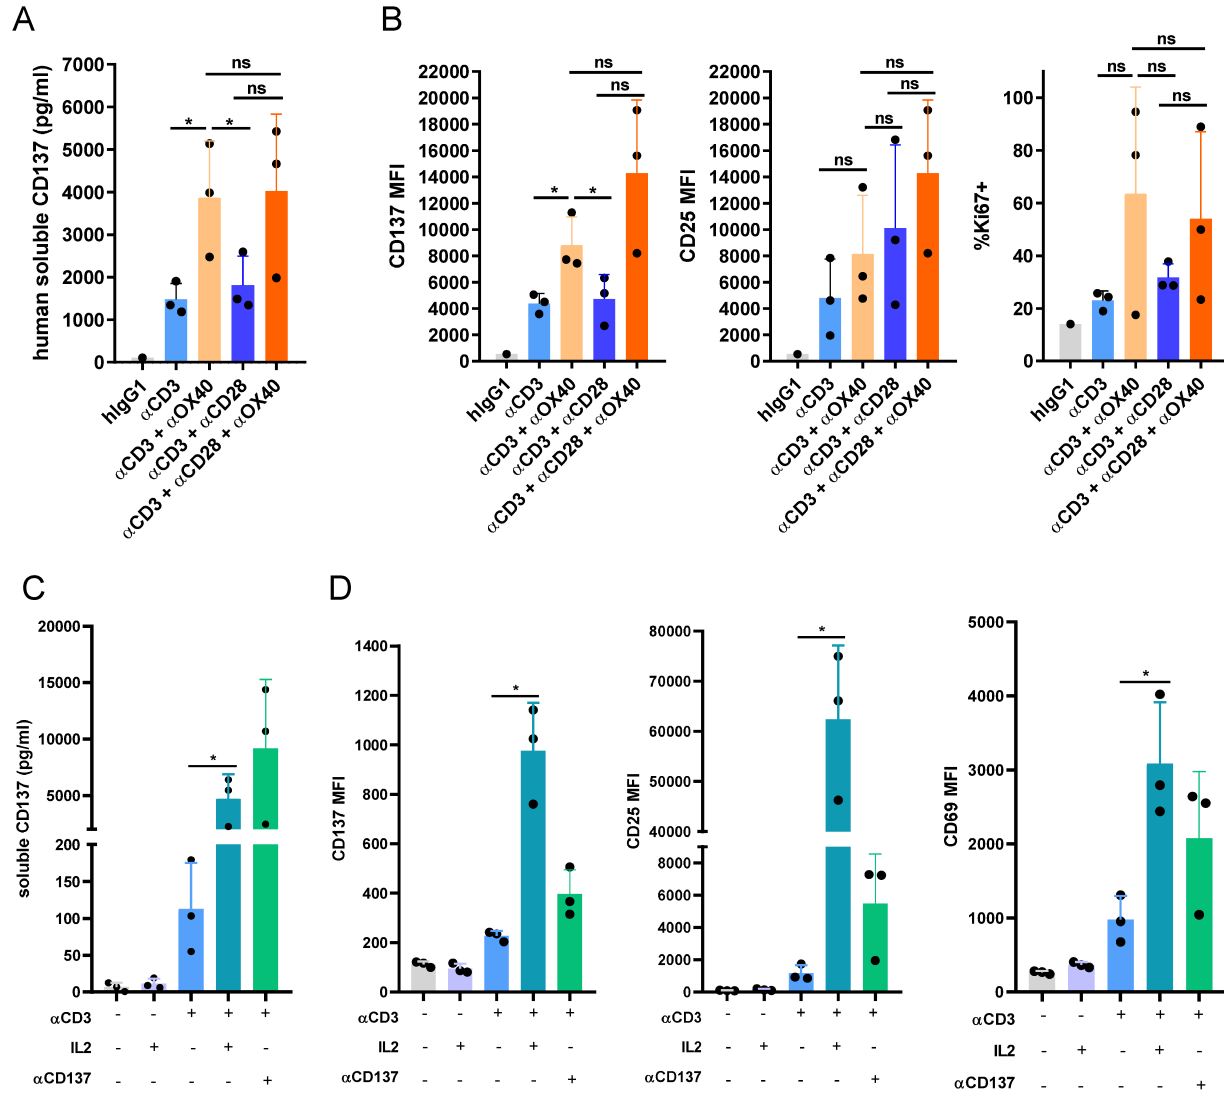 A
B
human soluble CD137 (pg/ml)
7000
6000
5000
4000
3000
2000
1000
0
ns
ns
*
*
hIgG1
αCD3
αCD3 + αOX40
αCD3 + αCD28
αCD3 + αCD28 + αOX40
CD137 MFI
22000
20000
18000
16000
14000
12000
10000
8000
6000
4000
2000
0
ns
ns
*
*
hIgG1
αCD3
αCD3 + αOX40
αCD3 + αCD28
αCD3 + αCD28 + αOX40
CD25 MFI
22000
20000
18000
16000
14000
12000
10000
8000
6000
4000
2000
0
ns
ns
ns
ns
hIgG1
αCD3
αCD3 + αOX40
αCD3 + αCD28
αCD3 + αCD28 + αOX40
%Ki67+
100
80
60
40
20
0
ns
ns
ns
ns
hIgG1
αCD3
αCD3 + αOX40
αCD3 + αCD28
αCD3 + αCD28 + αOX40
C
D
soluble CD137 (pg/ml)
20000
15000
10000
5000
200
150
100
50
0
*
αCD3 - - + + +
IL2 - + - + -
αCD137 - - - - +
CD137 MFI
1400
1200
1000
800
600
400
200
0
*
αCD3 - - + + +
IL2 - + - + -
αCD137 - - - - +
CD25 MFI
80000
70000
60000
50000
40000
8000
6000
4000
2000
0
*
αCD3 - - + + +
IL2 - + - + -
αCD137 - - - - +
CD69 MFI
5000
4000
3000
2000
1000
0
*
αCD3 - - + + +
IL2 - + - + -
αCD137 - - - - +